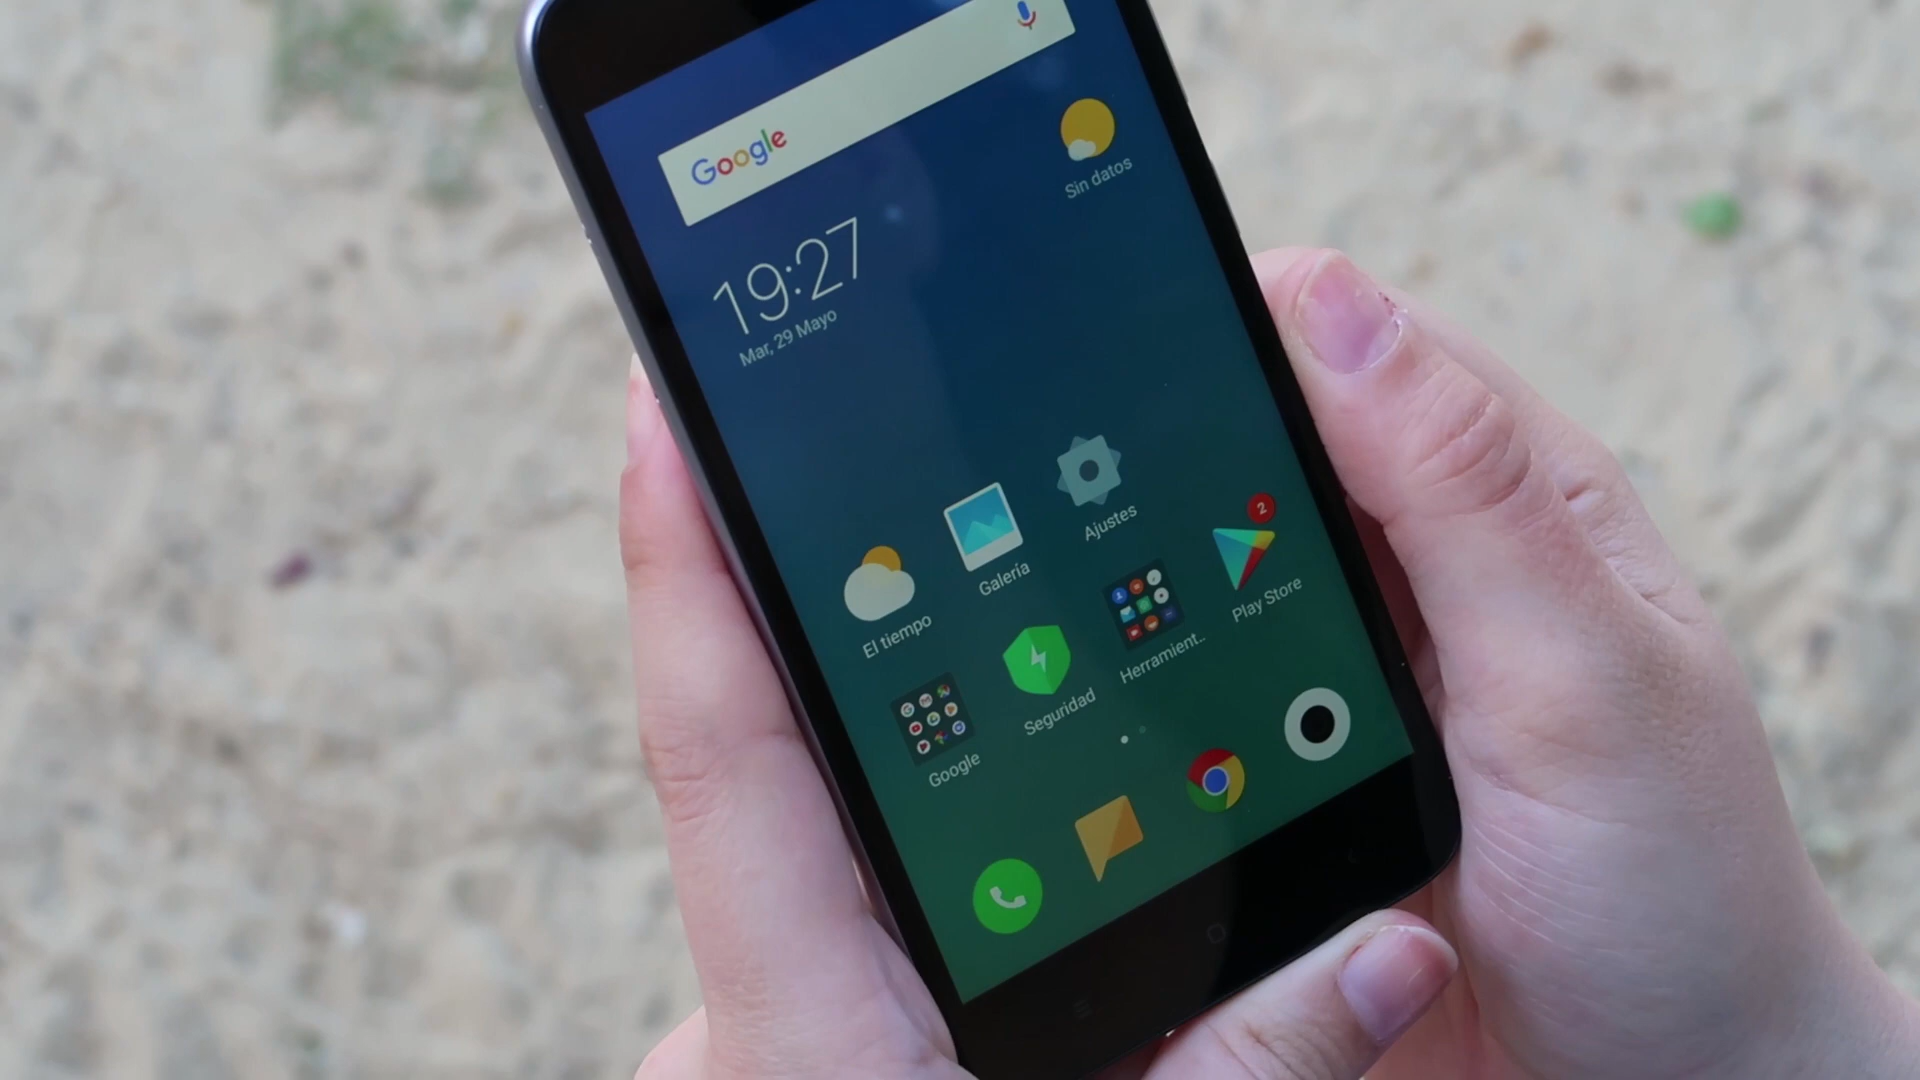 Google
Sin datos
19:27
Mar, 29 Mayo
El tiempo
Galería
Ajustes
2
Google
Seguridad
Herramient..
Play Store